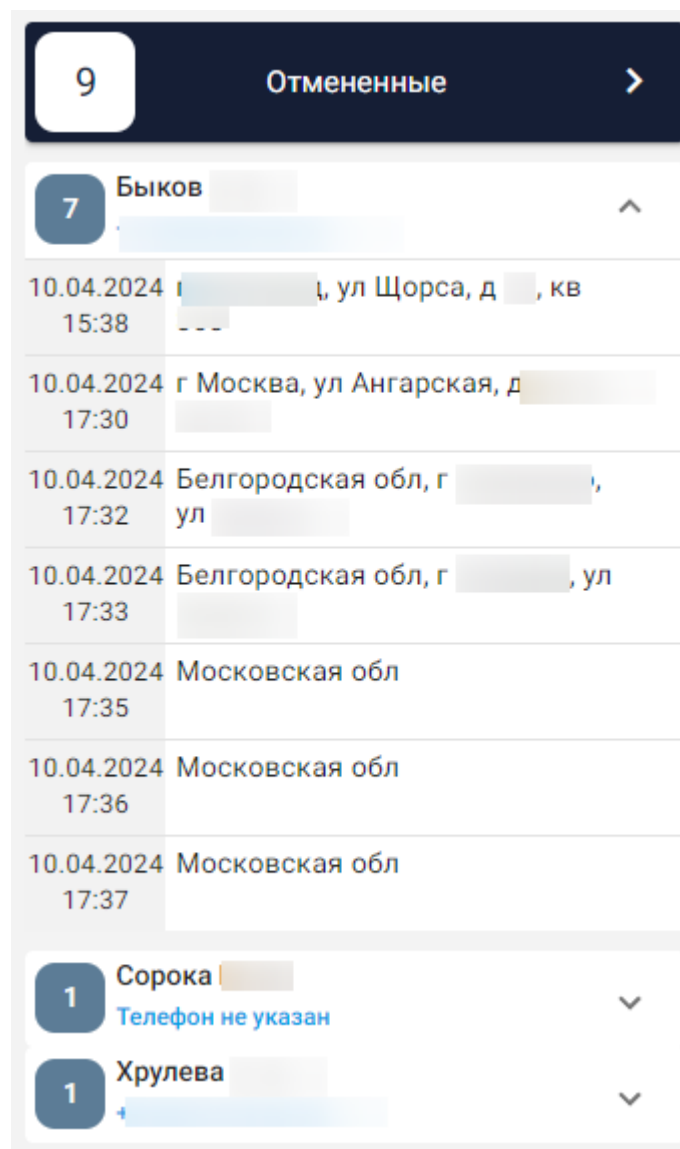 9 Отмененные
7 Быков
10.04.2024 ул Щорса, д , кв
15:38
10.04.2024 г Москва, ул Ангарская, д
17:30
10.04.2024 Белгородская обл, г ,
17:32 ул
10.04.2024 Белгородская обл, г , ул
17:33
10.04.2024 Московская обл
17:35
10.04.2024 Московская обл
17:36
10.04.2024 Московская обл
17:37
1 Сорока
Телефон не указан
1 Хрулева
+